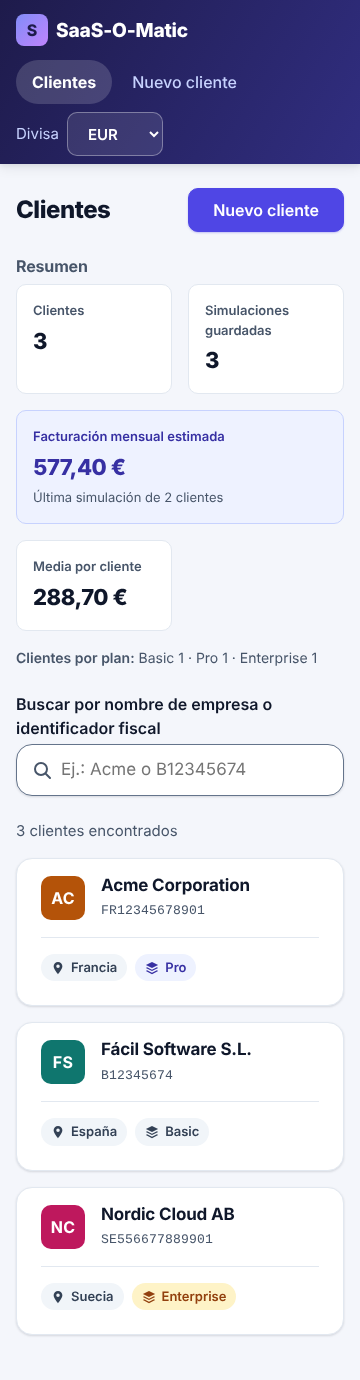 S SaaS-O-Matic
Clientes Nuevo cliente
Divisa EUR
Clientes Nuevo cliente
Resumen
Clientes
3
Simulaciones
guardadas
3
Facturación mensual estimada
577,40 €
Última simulación de 2 clientes
Media por cliente
288,70 €
Clientes por plan: Basic 1 · Pro 1 · Enterprise 1
Buscar por nombre de empresa o
identificador fiscal
Ej.: Acme o B12345674
3 clientes encontrados
AC Acme Corporation
FR12345678901
Francia Pro
FS Fácil Software S.L.
B12345674
España Basic
NC Nordic Cloud AB
SE556677889901
Suecia Enterprise